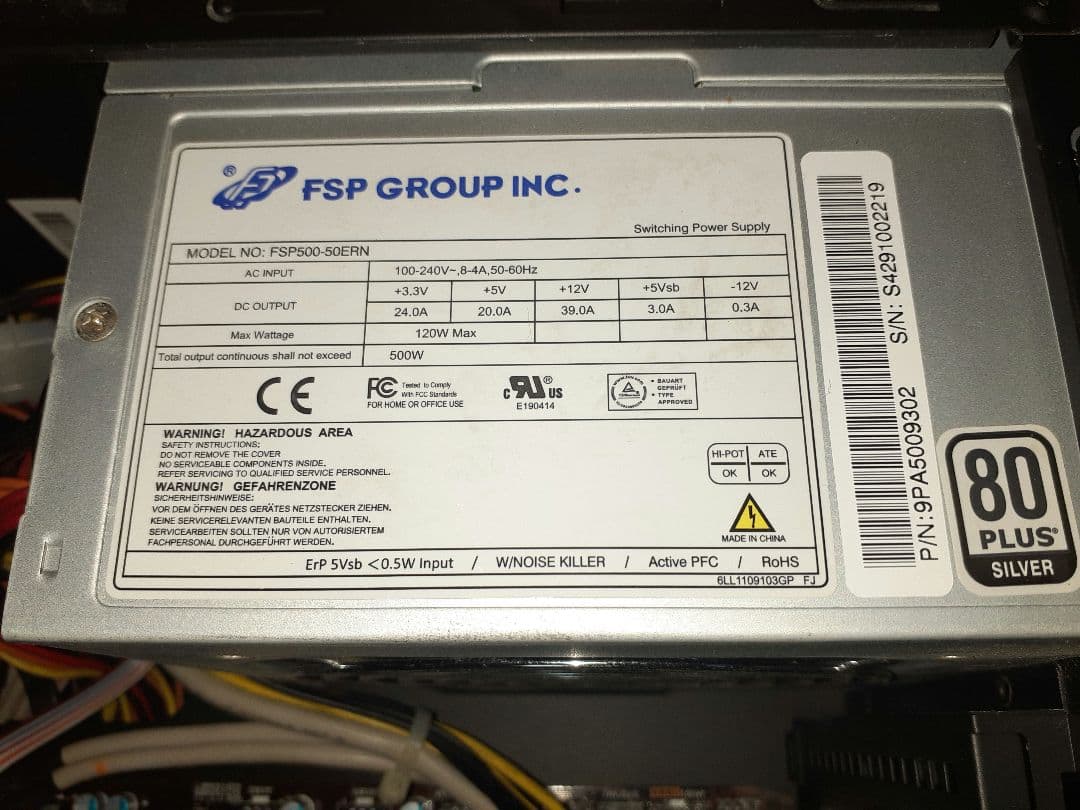 FSP GROUP INC.
Switching Power Supply
MODEL NO: FSP500-50ERN
AC INPUT 100-240V~,8-4A,50-60Hz
DC OUTPUT +3.3V +5V +12V +5Vsb -12V
24.0A 20.0A 39.0A 3.0A 0.3A
Max Wattage 120W Max
Total output continuous shall not exceed 500W
CE
FC Tested to Comply
With FCC Standards
FOR HOME OR OFFICE USE
c RU® US
E190414
BAUART
GEPRÜFT
TYPE
APPROVED
WARNING! HAZARDOUS AREA
SAFETY INSTRUCTIONS:
DO NOT REMOVE THE COVER
NO SERVICEABLE COMPONENTS INSIDE.
REFER SERVICING TO QUALIFIED SERVICE PERSONNEL.
WARNUNG! GEFAHRENZONE
SICHERHEITSHINWEISE:
VOR DEM ÖFFNEN DES GERÄTES NETZSTECKER ZIEHEN.
KEINE SERVICERELEVANTEN BAUTEILE ENTHALTEN.
SERVICEARBEITEN SOLLTEN NUR VON AUTORISIERTEM
FACHPERSONAL DURCHGEFÜHRT WERDEN.
HI-POT ATE
OK OK
MADE IN CHINA
ErP 5Vsb <0.5W Input / W/NOISE KILLER / Active PFC / RoHS
6LL1109103GP FJ
S/N: S4291002219
P/N:9PA5009302
80
PLUS®
SILVER